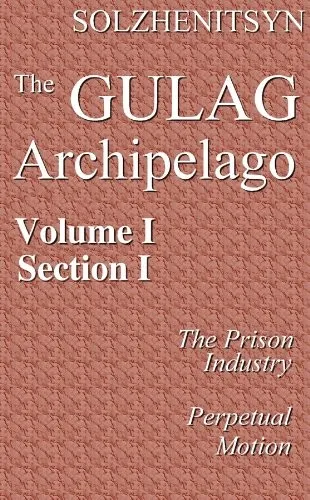 SOLZHENITSYN
The GULAG
Archipelago
Volume I
Section I
The Prison
Industry
Perpetual
Motion